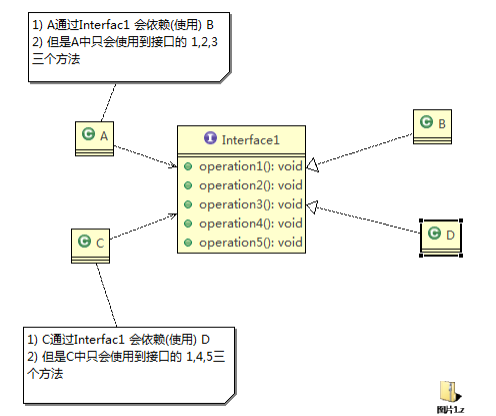 1) A通过Interfac1 会依赖(使用) B
2) 但是A中只会使用到接口的 1,2,3
三个方法
A
B
Interface1
operation1(): void
operation2(): void
operation3(): void
operation4(): void
operation5(): void
C
D
1) C通过Interfac1 会依赖(使用) D
2) 但是C中只会使用到接口的 1,4,5三
个方法
图片1.z